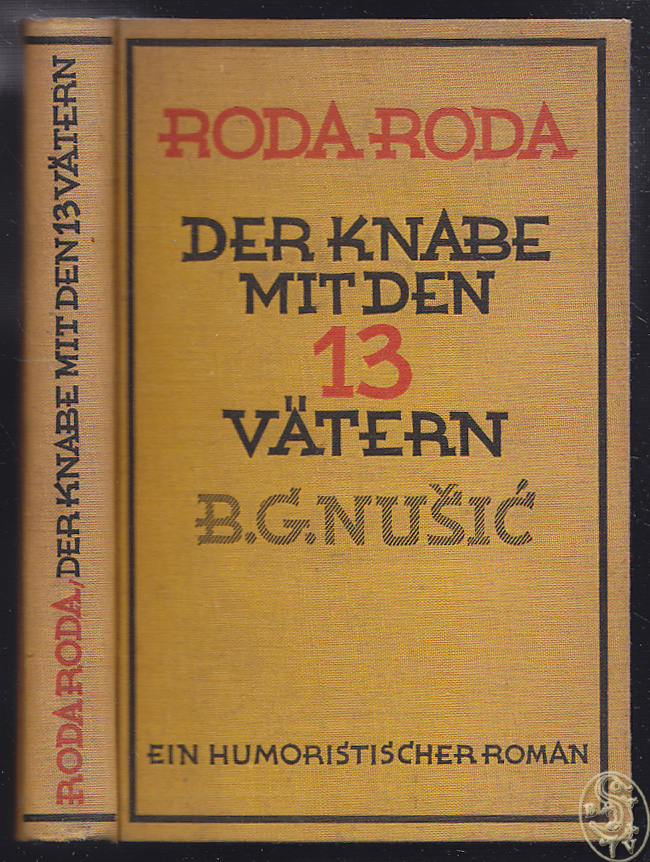 RODA RODA, DER KNABE MIT DEN 13 VÄTERN
RODA RODA
DER KNABE
MIT DEN
13
VÄTERN
B.G.NUŠIĆ
EIN HUMORISTISCHER ROMAN